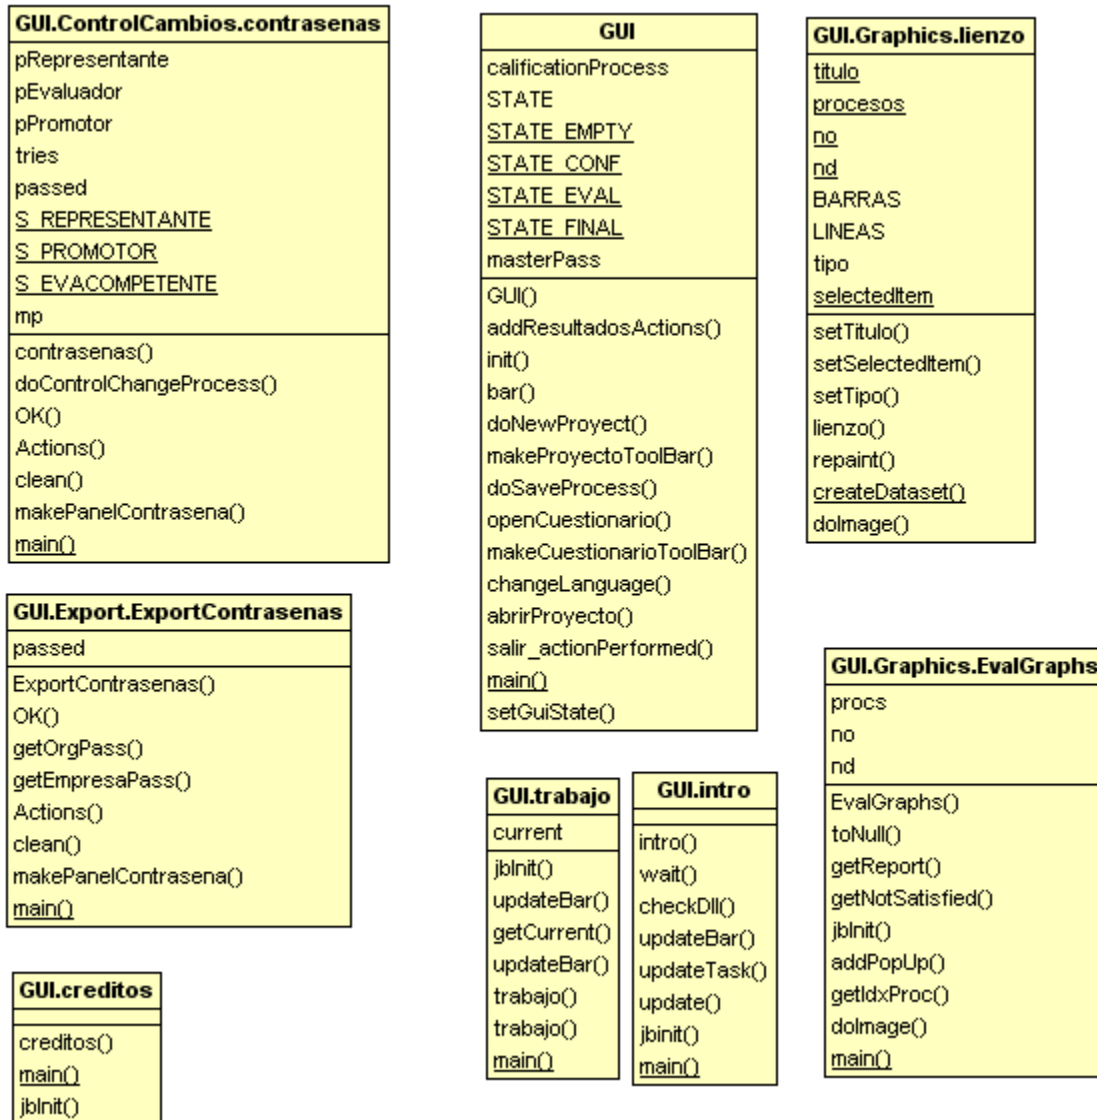 GUI.ControlCambios.contrasenas
pRepresentante
pEvaluador
pPromotor
tries
passed
S_REPRESENTANTE
S_PROMOTOR
S_EVACOMPETENTE
mp
contrasenas()
doControlChangeProcess()
OK()
Actions()
clean()
makePanelContrasena()
main()
GUI
calificationProcess
STATE
STATE_EMPTY
STATE_CONF
STATE_EVAL
STATE_FINAL
masterPass
GUI()
addResultadosActions()
init()
bar()
doNewProyect()
makeProyectoToolBar()
doSaveProcess()
openCuestionario()
makeCuestionarioToolBar()
changeLanguage()
abrirProyecto()
salir_actionPerformed()
main()
setGuiState()
GUI.Graphics.lienzo
titulo
procesos
no
nd
BARRAS
LINEAS
tipo
selectedItem
setTitulo()
setSelectedItem()
setTipo()
lienzo()
repaint()
createDataset()
doImage()
GUI.Export.ExportContrasenas
passed
ExportContrasenas()
OK()
getOrgPass()
getEmpresaPass()
Actions()
clean()
makePanelContrasena()
main()
GUI.trabajo
current
jbInit()
updateBar()
getCurrent()
updateBar()
trabajo()
trabajo()
main()
GUI.intro
intro()
wait()
checkDll()
updateBar()
updateTask()
update()
jbinit()
main()
GUI.Graphics.EvalGraphs
procs
no
nd
EvalGraphs()
toNull()
getReport()
getNotSatisfied()
jbInit()
addPopUp()
getIdxProc()
doImage()
main()
GUI.creditos
creditos()
main()
jbInit()